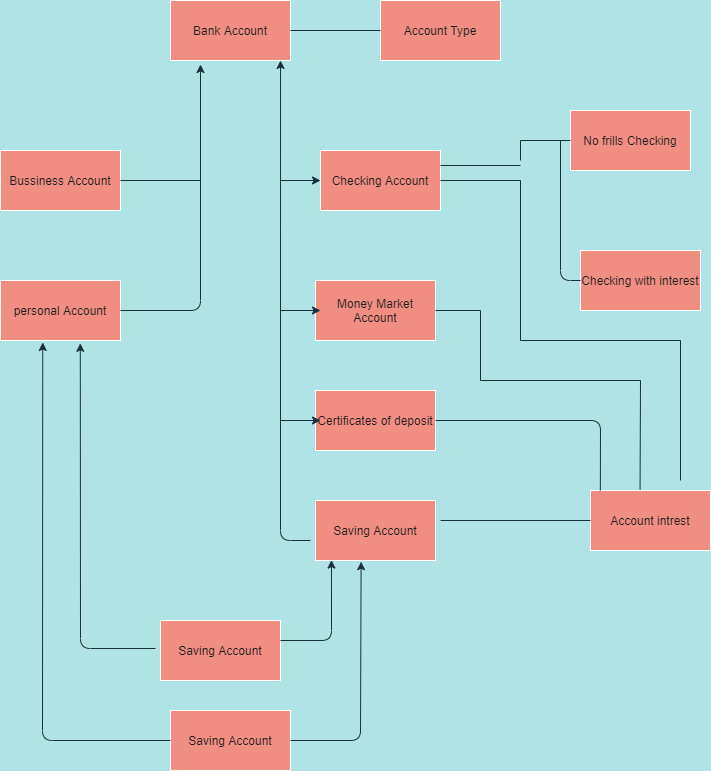 Bank Account
Account Type
No frills Checking
Bussiness Account
Checking Account
Checking with interest
personal Account
Money Market
Account
Certificates of deposit
Account intrest
Saving Account
Saving Account
Saving Account